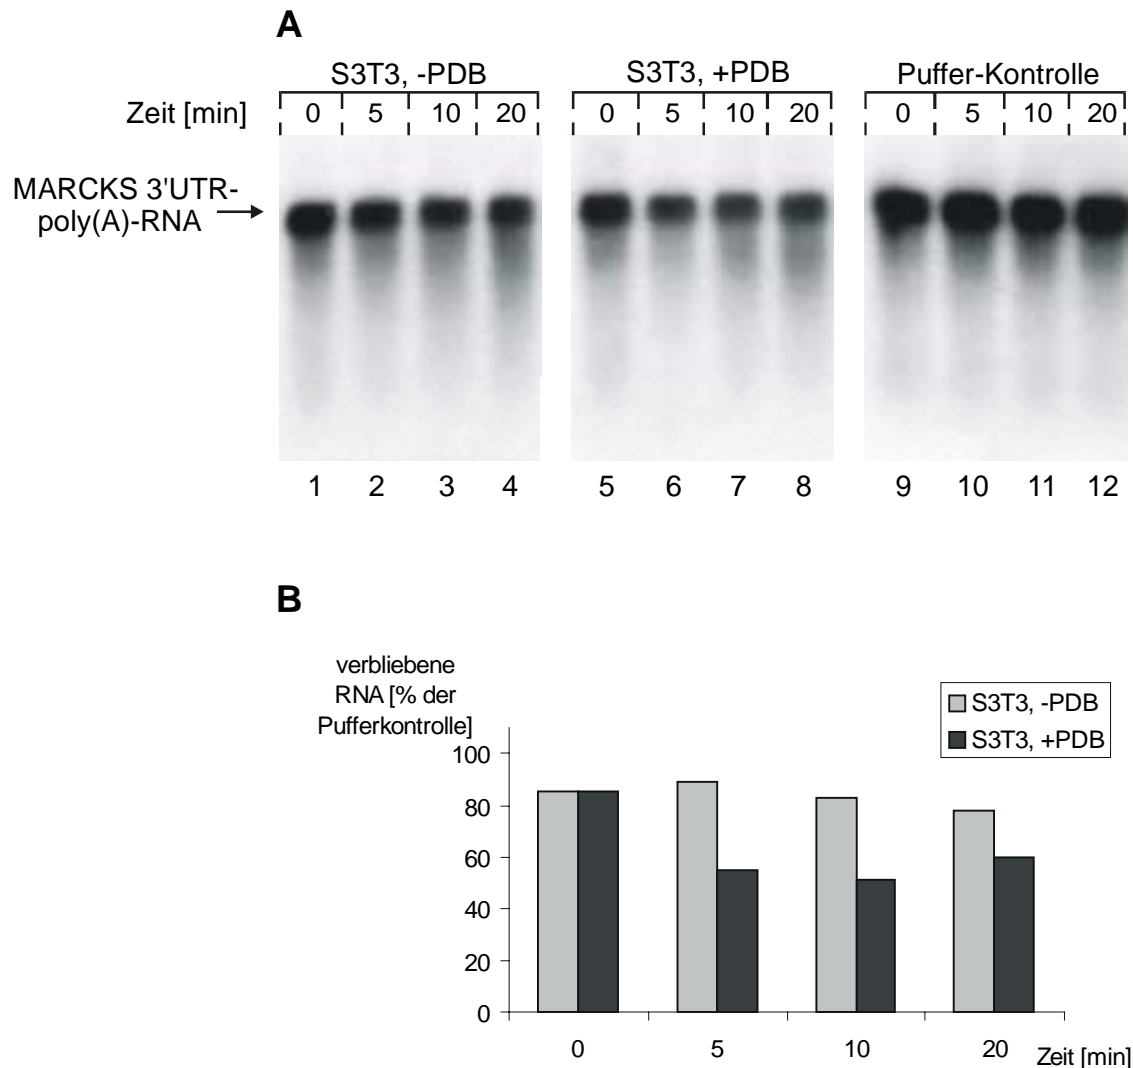 A
S3T3, -PDB
S3T3, +PDB
Puffer-Kontrolle
Zeit [min]
0 5 10 20
0 5 10 20
0 5 10 20
MARCKS 3'UTR-
poly(A)-RNA
1 2 3 4
5 6 7 8
9 10 11 12
B
verbliebene
RNA [% der
Pufferkontrolle]
S3T3, -PDB
S3T3, +PDB
100
80
60
40
20
0
0 5 10 20
Zeit [min]